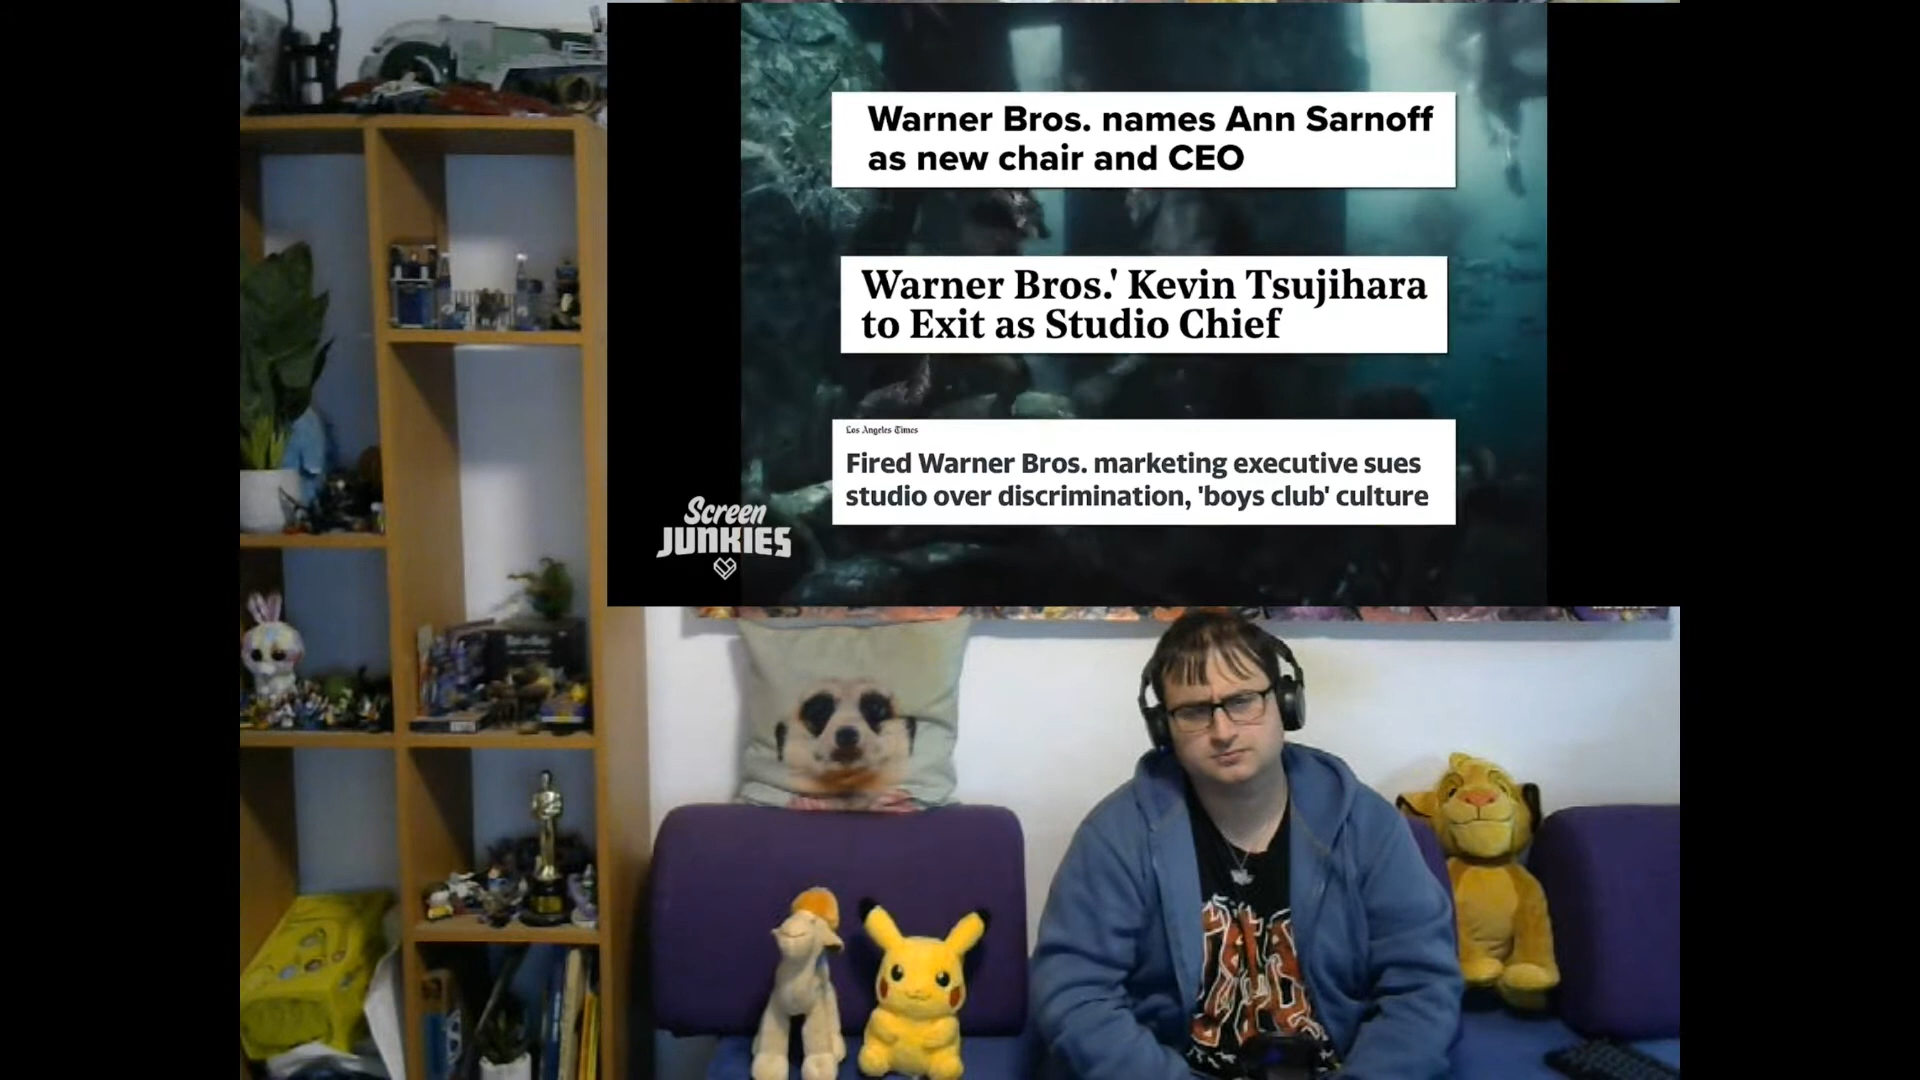 Warner Bros. names Ann Sarnoff
as new chair and CEO
Warner Bros.' Kevin Tsujihara
to Exit as Studio Chief
Los Angeles Times
Fired Warner Bros. marketing executive sues
studio over discrimination, 'boys club' culture
Screen
JUNKIES